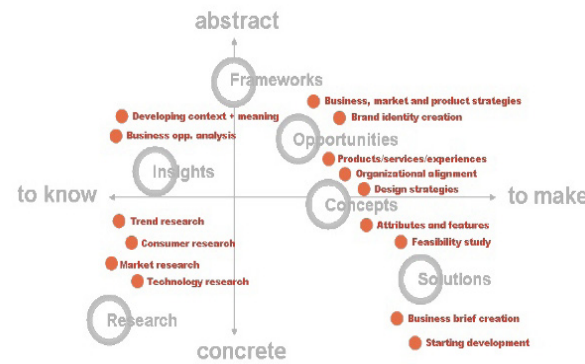 abstract
Frameworks
Business, market and product strategies
Developing context + meaning
Brand identity creation
Business opp. analysis
Opportunities
Products/services/experiences
Insights
Organizational alignment
Design strategies
to know
to make
Concepts
Trend research
Attributes and features
Consumer research
Feasibility study
Market research
Technology research
Solutions
Research
Business brief creation
Starting development
concrete